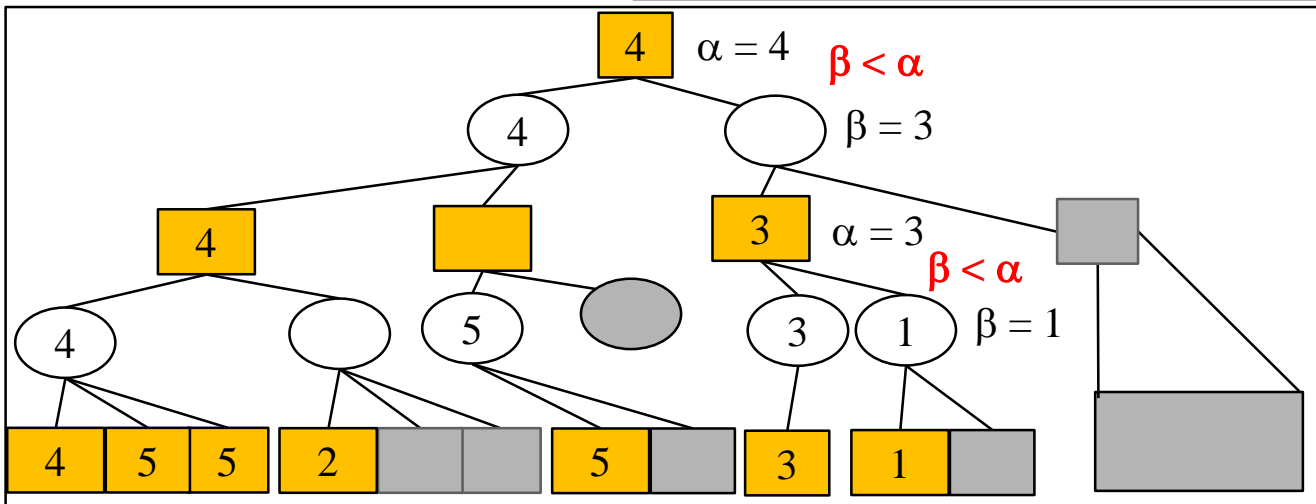 4 α = 4 β < α
4 β = 3
4 3 α = 3
β < α
4 5 3 1 β = 1
4 5 5 2 5 3 1